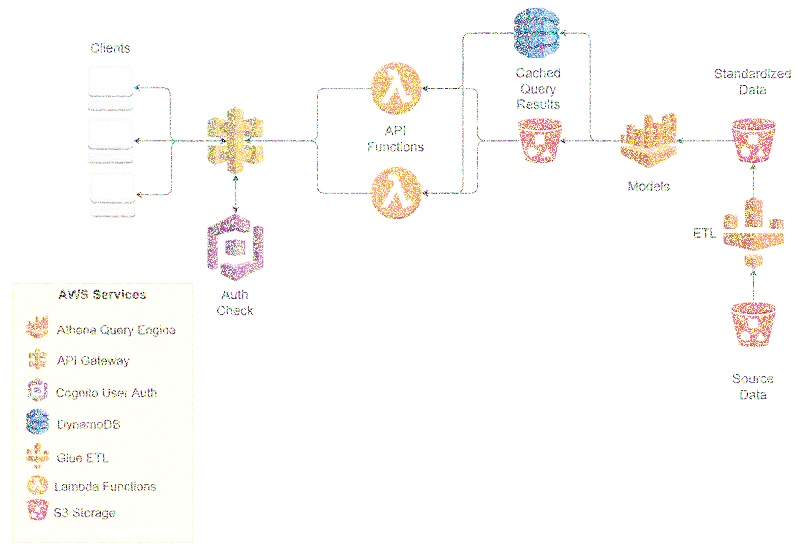 Clients
Cached
Query
Results
Standardized
Data
API
Functions
Models
ETL
Auth
Check
Source
Data
AWS Services
Athena Query Engine
API Gateway
Cognito User Auth
DynamoDB
Glue ETL
Lambda Functions
S3 Storage